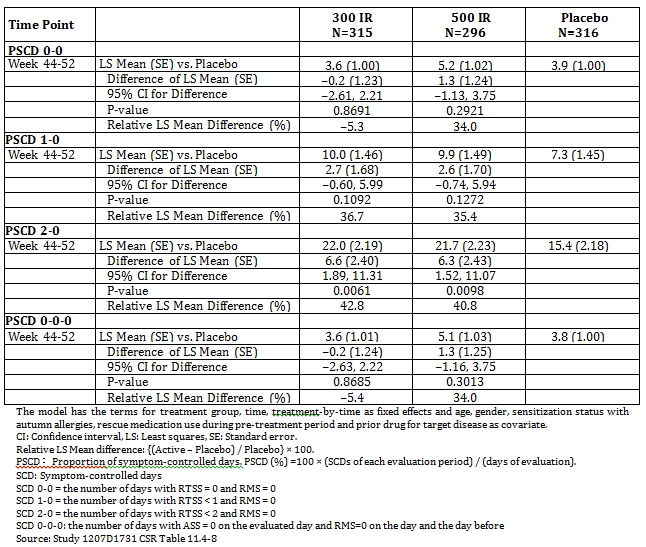 Time Point 300 IR N=315 500 IR N=296 Placebo N=316
PSCD 0-0
Week 44-52 LS Mean (SE) vs. Placebo 3.6 (1.00) 5.2 (1.02) 3.9 (1.00)
Difference of LS Mean (SE) −0.2 (1.23) 1.3 (1.24)
95% CI for Difference −2.61, 2.21 −1.13, 3.75
P-value 0.8691 0.2921
Relative LS Mean Difference (%) −5.3 34.0
PSCD 1-0
Week 44-52 LS Mean (SE) vs. Placebo 10.0 (1.46) 9.9 (1.49) 7.3 (1.45)
Difference of LS Mean (SE) 2.7 (1.68) 2.6 (1.70)
95% CI for Difference −0.60, 5.99 −0.74, 5.94
P-value 0.1092 0.1272
Relative LS Mean Difference (%) 36.7 35.4
PSCD 2-0
Week 44-52 LS Mean (SE) vs. Placebo 22.0 (2.19) 21.7 (2.23) 15.4 (2.18)
Difference of LS Mean (SE) 6.6 (2.40) 6.3 (2.43)
95% CI for Difference 1.89, 11.31 1.52, 11.07
P-value 0.0061 0.0098
Relative LS Mean Difference (%) 42.8 40.8
PSCD 0-0-0
Week 44-52 LS Mean (SE) vs. Placebo 3.6 (1.01) 5.1 (1.03) 3.8 (1.00)
Difference of LS Mean (SE) −0.2 (1.24) 1.3 (1.25)
95% CI for Difference −2.63, 2.22 −1.16, 3.75
P-value 0.8685 0.3013
Relative LS Mean Difference (%) −5.4 34.0
The model has the terms for treatment group, time, treatment-by-time as fixed effects and age, gender, sensitization status with
autumn allergies, rescue medication use during pre-treatment period and prior drug for target disease as covariate.
CI: Confidence interval, LS: Least squares, SE: Standard error.
Relative LS Mean difference: {(Active – Placebo) / Placebo} × 100.
PSCD： Proportion of symptom-controlled days. PSCD (%) =100 × (SCDs of each evaluation period) / (days of evaluation).
SCD: Symptom-controlled days
SCD 0-0 = the number of days with RTSS = 0 and RMS = 0
SCD 1-0 = the number of days with RTSS < 1 and RMS = 0
SCD 2-0 = the number of days with RTSS < 2 and RMS = 0
SCD 0-0-0: the number of days with ASS = 0 on the evaluated day and RMS=0 on the day and the day before
Source: Study 1207D1731 CSR Table 11.4-8